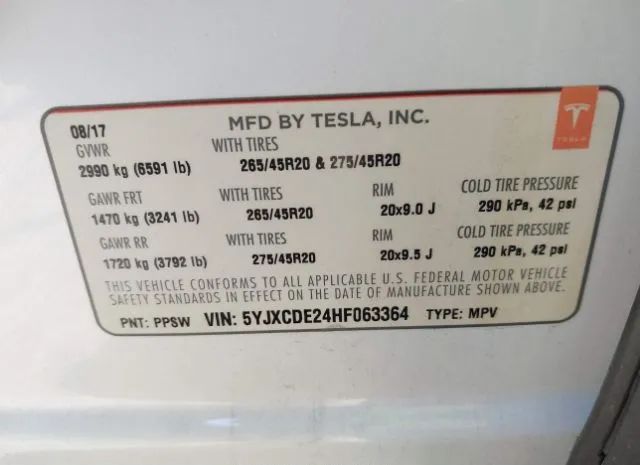 MFD BY TESLA, INC.
TESLA
08/17
GVWR WITH TIRES
2990 kg (6591 lb) 265/45R20 & 275/45R20
GAWR FRT WITH TIRES RIM COLD TIRE PRESSURE
1470 kg (3241 lb) 265/45R20 20x9.0 J 290 kPa, 42 psi
GAWR RR WITH TIRES RIM COLD TIRE PRESSURE
1720 kg (3792 lb) 275/45R20 20x9.5 J 290 kPa, 42 psi
THIS VEHICLE CONFORMS TO ALL APPLICABLE U.S. FEDERAL MOTOR VEHICLE
SAFETY STANDARDS IN EFFECT ON THE DATE OF MANUFACTURE SHOWN ABOVE.
PNT: PPSW VIN: 5YJXCDE24HF063364 TYPE: MPV